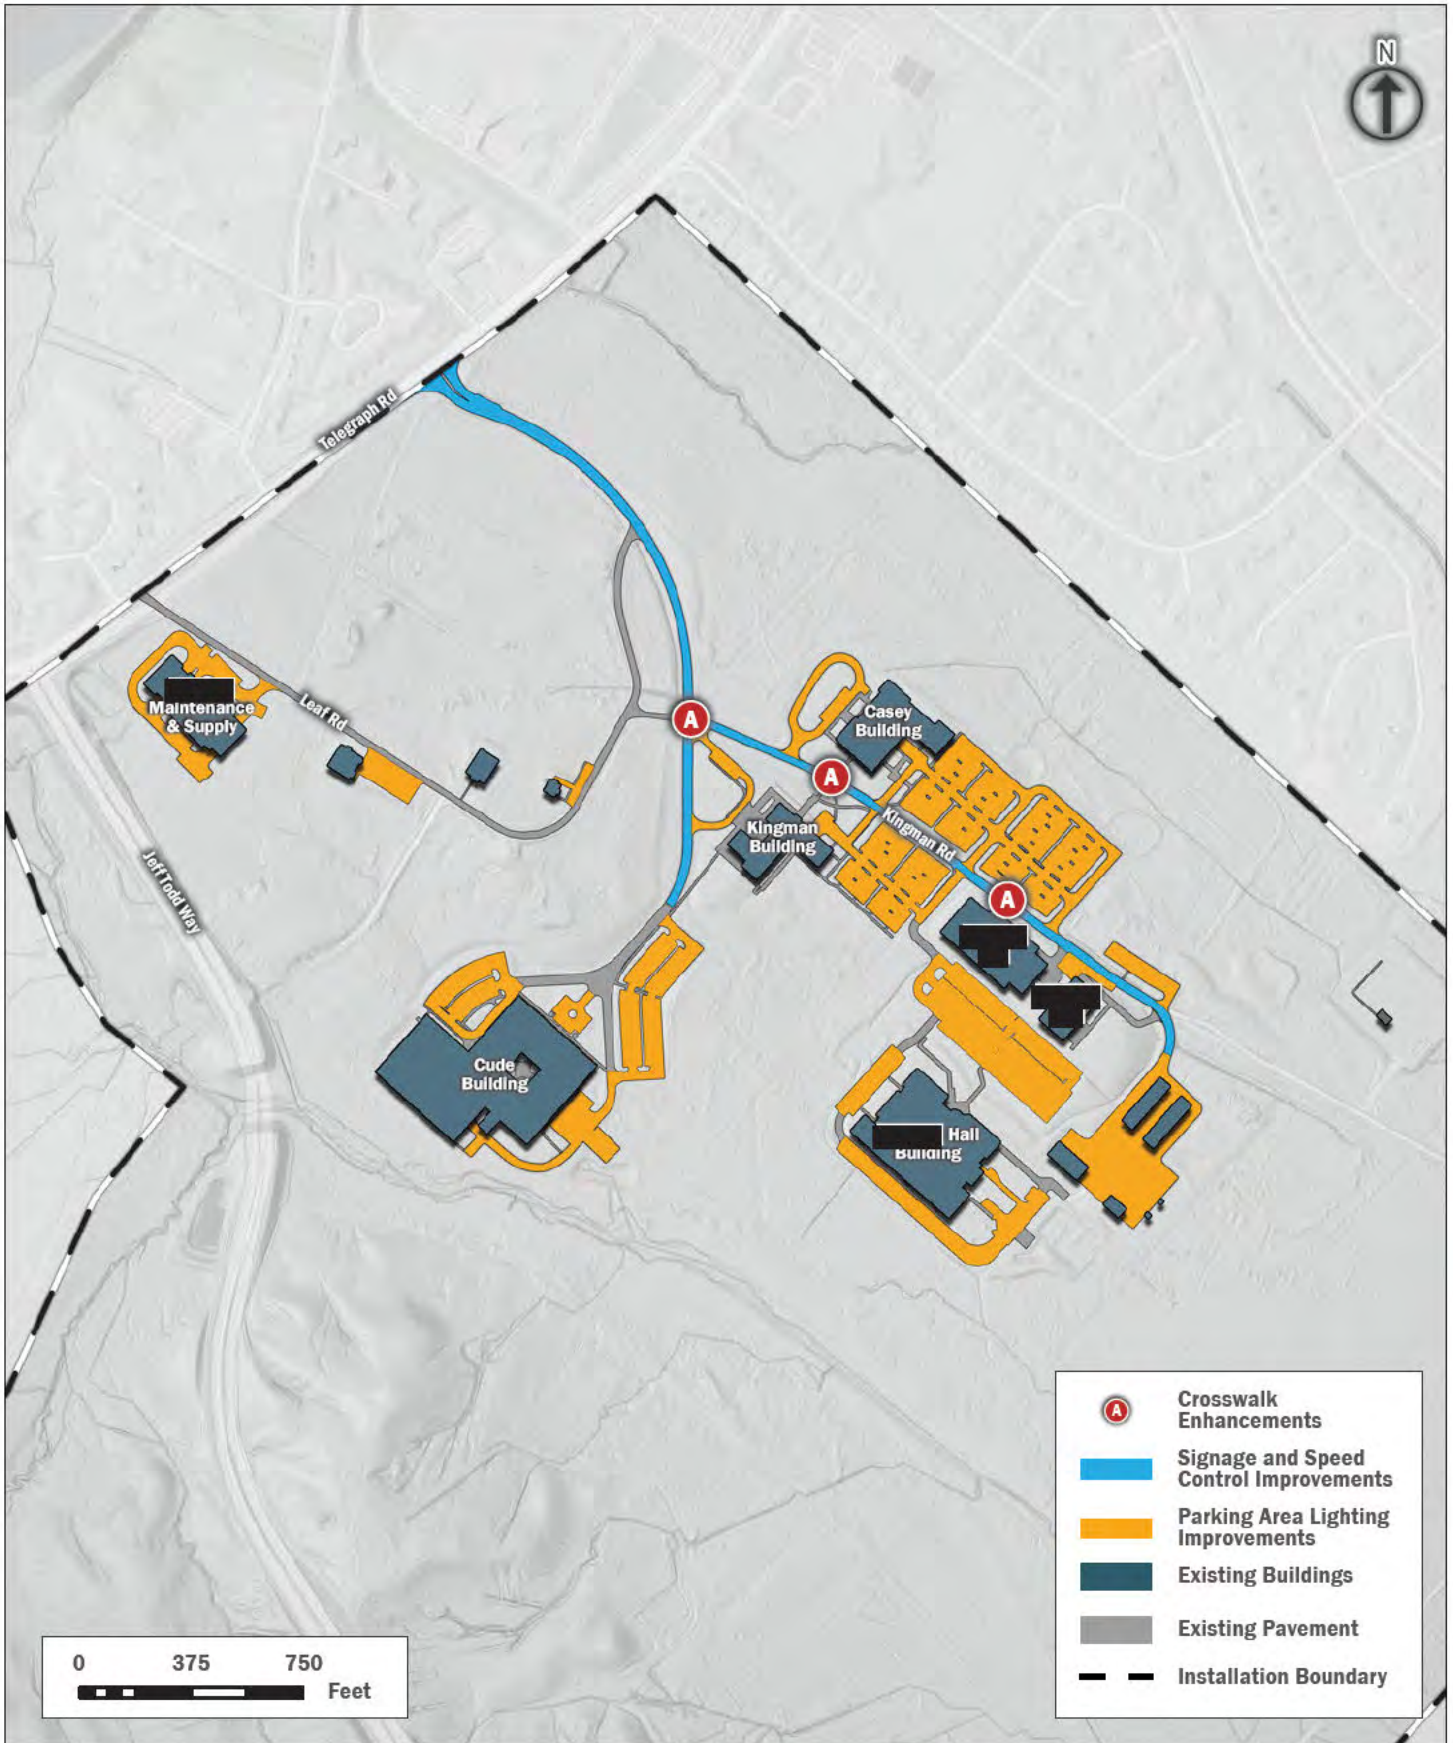 N
Telegraph Rd
Maintenance
& Supply
Leaf Rd
A
Casey
Building
A
Kingman
Building
Kingman Rd
Jeff Todd Way
A
Cude
Building
Hall
Building
A
Crosswalk
Enhancements
Signage and Speed
Control Improvements
Parking Area Lighting
Improvements
Existing Buildings
Existing Pavement
Installation Boundary
0 375 750
Feet